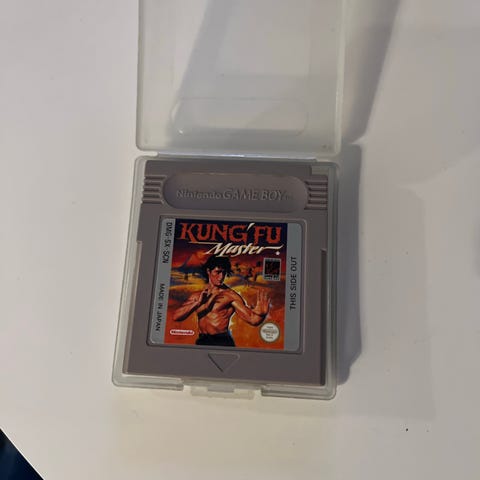 Nintendo GAME BOY
KUNG'FU
Master
DMG-SX-SCN
MADE IN JAPAN
THIS SIDE OUT
Nintendo